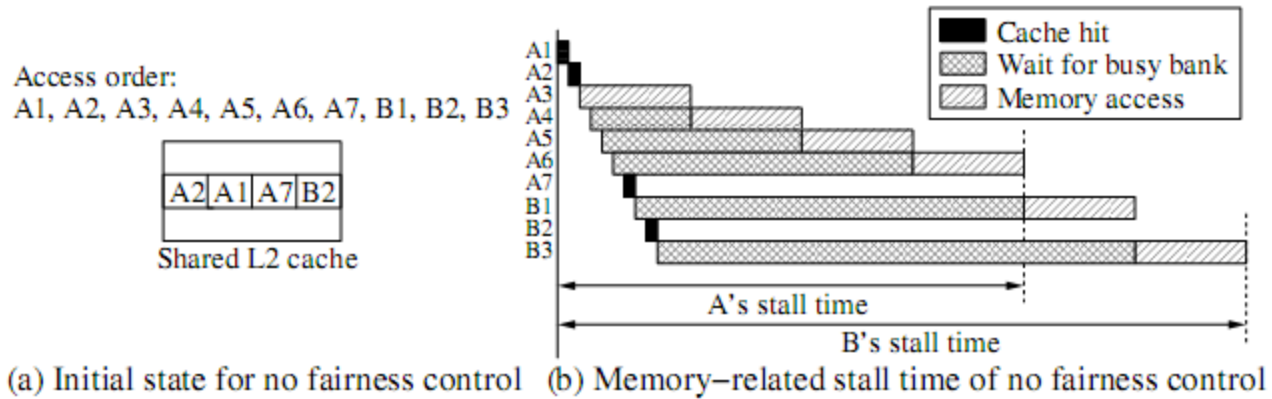 Access order:
A1, A2, A3, A4, A5, A6, A7, B1, B2, B3
A2 A1 A7 B2
Shared L2 cache
(a) Initial state for no fairness control
Cache hit
Wait for busy bank
Memory access
A1
A2
A3
A4
A5
A6
A7
B1
B2
B3
A's stall time
B's stall time
(b) Memory−related stall time of no fairness control